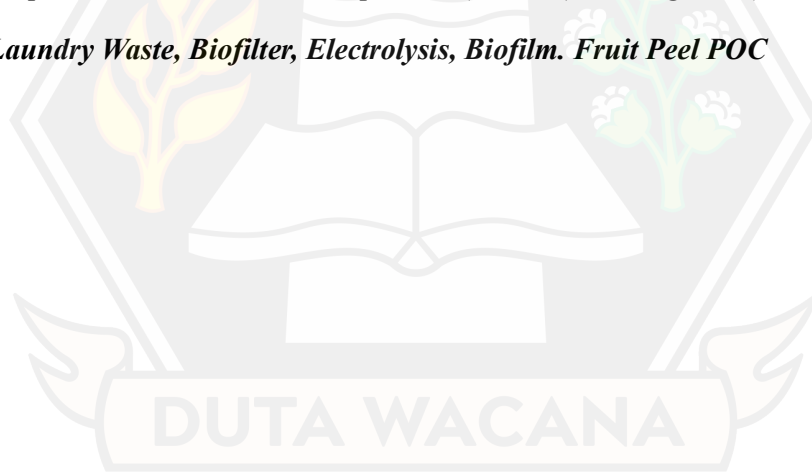 Laundry Waste, Biofilter, Electrolysis, Biofilm. Fruit Peel POC
DUTA WACANA